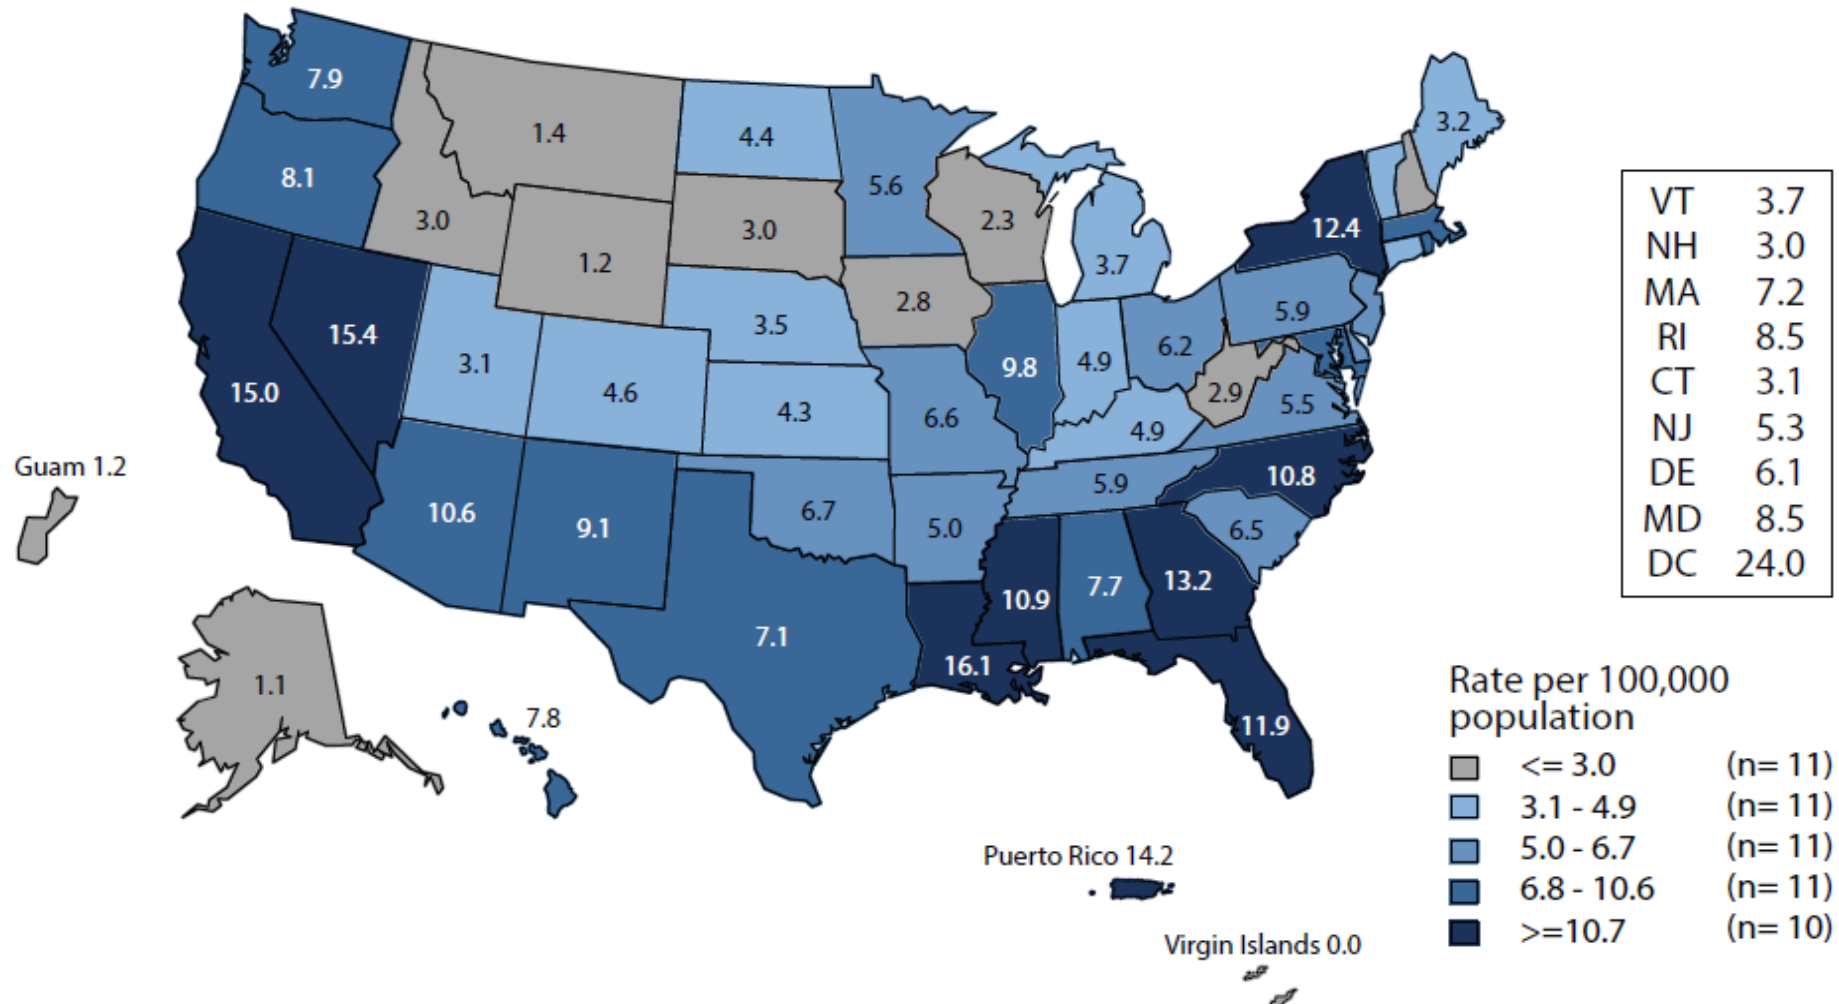 7.9
1.4
4.4
3.2
8.1
5.6
3.0
3.0
2.3
12.4
1.2
3.7
2.8
15.4
3.5
5.9
3.1
4.6
9.8
4.9
6.2
15.0
4.3
6.6
2.9
5.5
4.9
Guam 1.2
10.6
9.1
6.7
5.0
5.9
10.8
6.5
7.1
10.9
7.7
13.2
16.1
11.9
1.1
7.8
Puerto Rico 14.2
Virgin Islands 0.0
VT 3.7
NH 3.0
MA 7.2
RI 8.5
CT 3.1
NJ 5.3
DE 6.1
MD 8.5
DC 24.0
Rate per 100,000
population
<= 3.0 (n= 11)
3.1 - 4.9 (n= 11)
5.0 - 6.7 (n= 11)
6.8 - 10.6 (n= 11)
>=10.7 (n= 10)